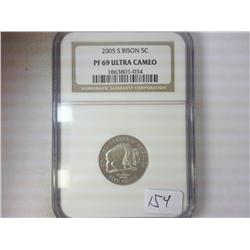 2005 S BISON 5C
PF 69 ULTRA CAMEO
1863801-034
NUMISMATIC GUARANTY CORPORATION
154